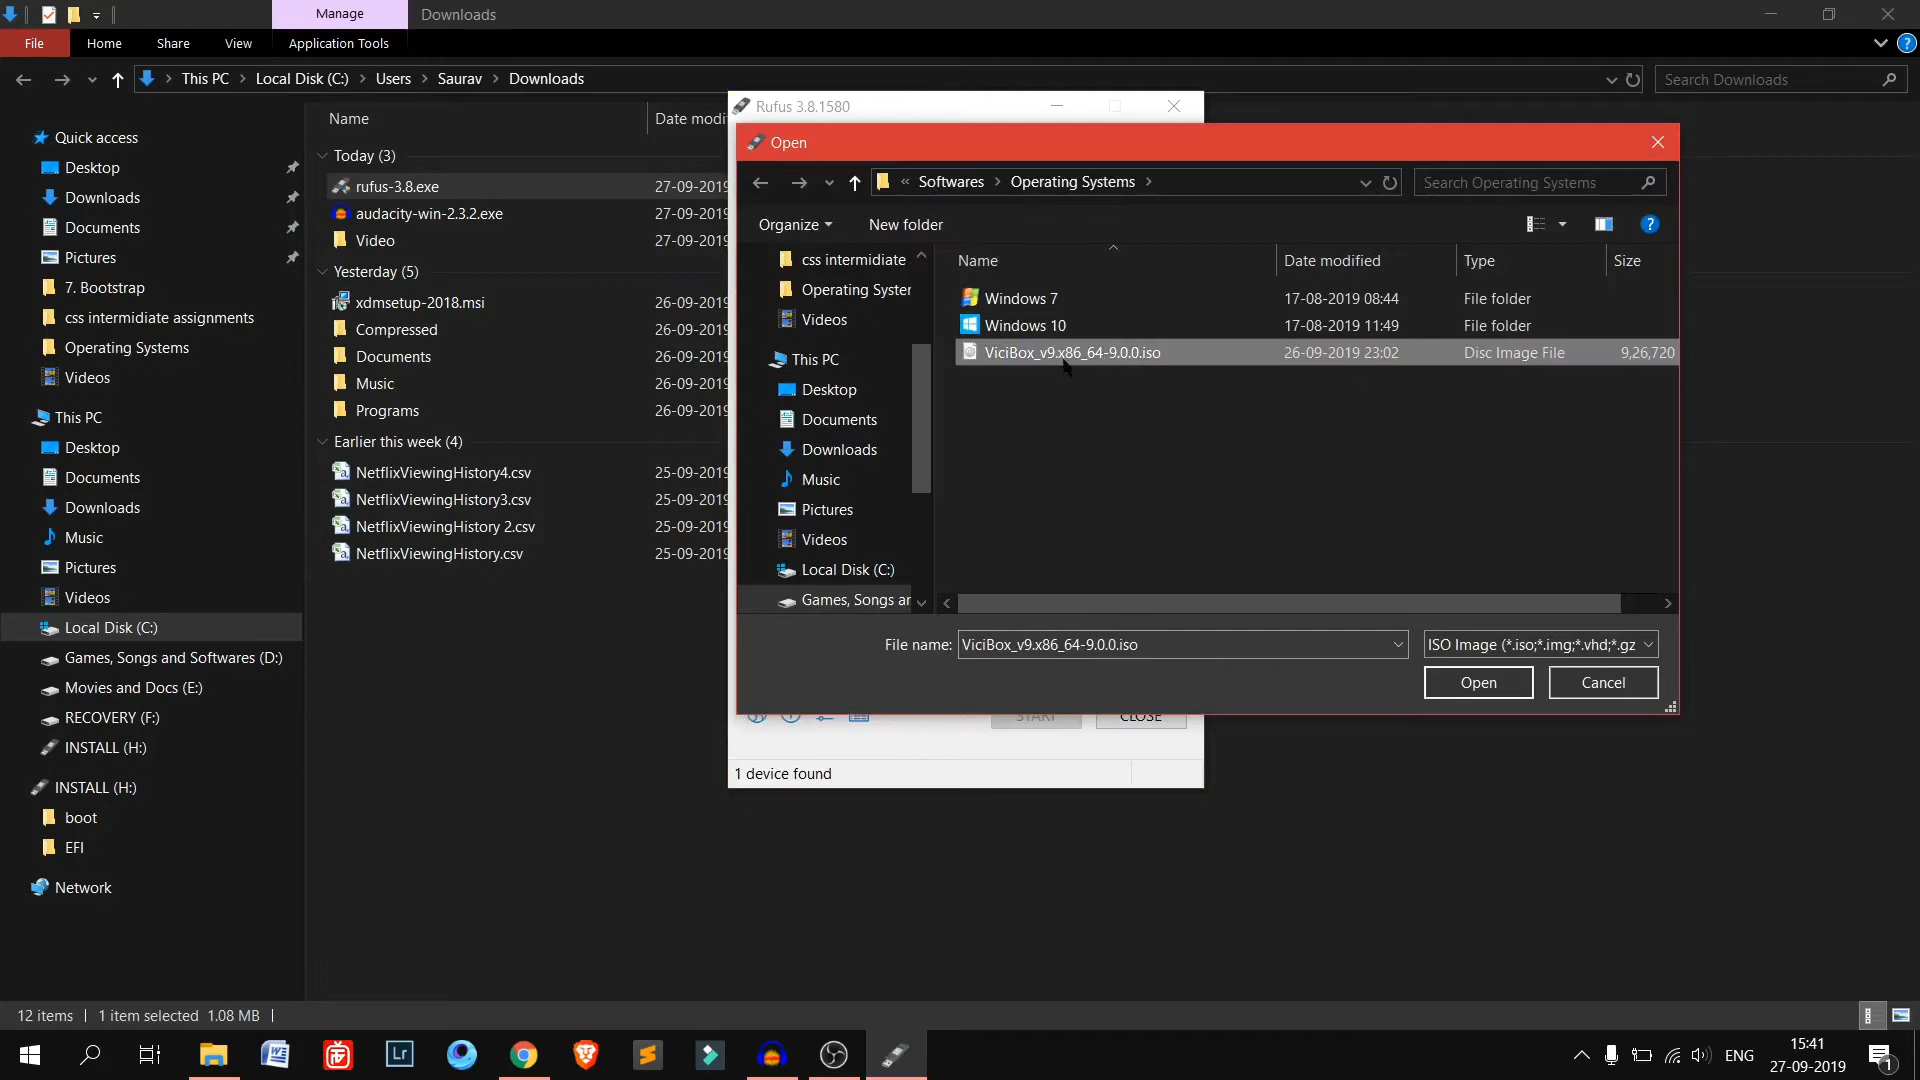 Manage
Downloads
File
Home
Share
View
Application Tools
This PC
Local Disk (C:)
Users
Saurav
Downloads
Search Downloads
Quick access
Desktop
Downloads
Documents
Pictures
7. Bootstrap
css intermidiate assignments
Operating Systems
Videos
This PC
Desktop
Documents
Downloads
Music
Pictures
Videos
Local Disk (C:)
Games, Songs and Softwares (D:)
Movies and Docs (E:)
RECOVERY (F:)
INSTALL (H:)
INSTALL (H:)
boot
EFI
Network
Name
Date modi
Today (3)
rufus-3.8.exe 27-09-2019
audacity-win-2.3.2.exe 27-09-2019
Video 27-09-2019
Yesterday (5)
xdmsetup-2018.msi 26-09-2019
Compressed 26-09-2019
Documents 26-09-2019
Music 26-09-2019
Programs 26-09-2019
Earlier this week (4)
NetflixViewingHistory4.csv 25-09-2019
NetflixViewingHistory3.csv 25-09-2019
NetflixViewingHistory 2.csv 25-09-2019
NetflixViewingHistory.csv 25-09-2019
Rufus 3.8.1580
Open
« Softwares
Operating Systems
Search Operating Systems
Organize
New folder
css intermidiate
Operating Syster
Videos
This PC
Desktop
Documents
Downloads
Music
Pictures
Videos
Local Disk (C:)
Games, Songs ar
Name Date modified Type Size
Windows 7 17-08-2019 08:44 File folder
Windows 10 17-08-2019 11:49 File folder
ViciBox_v9.x86_64-9.0.0.iso 26-09-2019 23:02 Disc Image File 9,26,720
File name: ViciBox_v9.x86_64-9.0.0.iso
ISO Image (*.iso;*.img;*.vhd;*.gz
Open
Cancel
START
CLOSE
1 device found
12 items
1 item selected 1.08 MB
Lr
ENG
15:41
27-09-2019
1